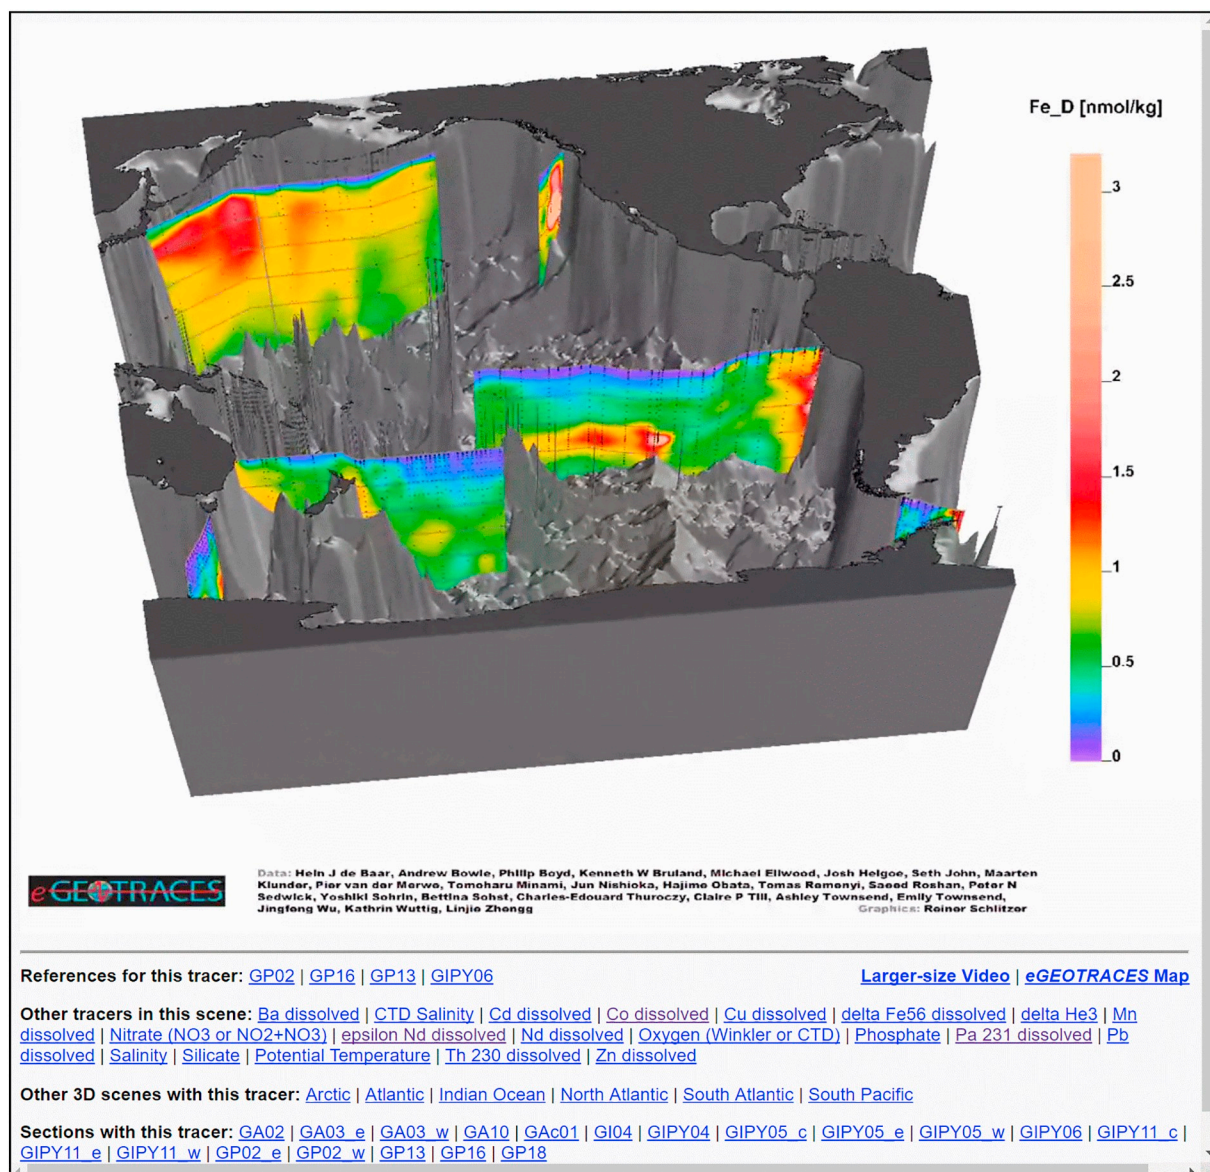 Fe_D [nmol/kg]
3
2.5
2
1.5
1
0.5
0
eGEOTRACES
Data: Hein J de Baar, Andrew Bowie, Philip Boyd, Kenneth W Bruland, Michael Ellwood, Josh Helgoe, Seth John, Maarten
Klunder, Pier van der Merwe, Tomoharu Minami, Jun Nishioka, Hajime Obata, Tomas Remenyi, Saeed Roshan, Peter N
Sedwick, Yoshiki Sohrin, Bettina Sohst, Charles-Edouard Thuroczy, Claire P Till, Ashley Townsend, Emily Townsend,
Jingfeng Wu, Kathrin Wuttig, Linjie Zhengg Graphics: Reiner Schlitzer
References for this tracer: GP02 | GP16 | GP13 | GIPY06 Larger-size Video | eGEOTRACES Map
Other tracers in this scene: Ba dissolved | CTD Salinity | Cd dissolved | Co dissolved | Cu dissolved | delta Fe56 dissolved | delta He3 | Mn
dissolved | Nitrate (NO3 or NO2+NO3) | epsilon Nd dissolved | Nd dissolved | Oxygen (Winkler or CTD) | Phosphate | Pa 231 dissolved | Pb
dissolved | Salinity | Silicate | Potential Temperature | Th 230 dissolved | Zn dissolved
Other 3D scenes with this tracer: Arctic | Atlantic | Indian Ocean | North Atlantic | South Atlantic | South Pacific
Sections with this tracer: GA02 | GA03_e | GA03_w | GA10 | GAc01 | GI04 | GIPY04 | GIPY05_c | GIPY05_e | GIPY05_w | GIPY06 | GIPY11_c |
GIPY11_e | GIPY11_w | GP02_e | GP02_w | GP13 | GP16 | GP18